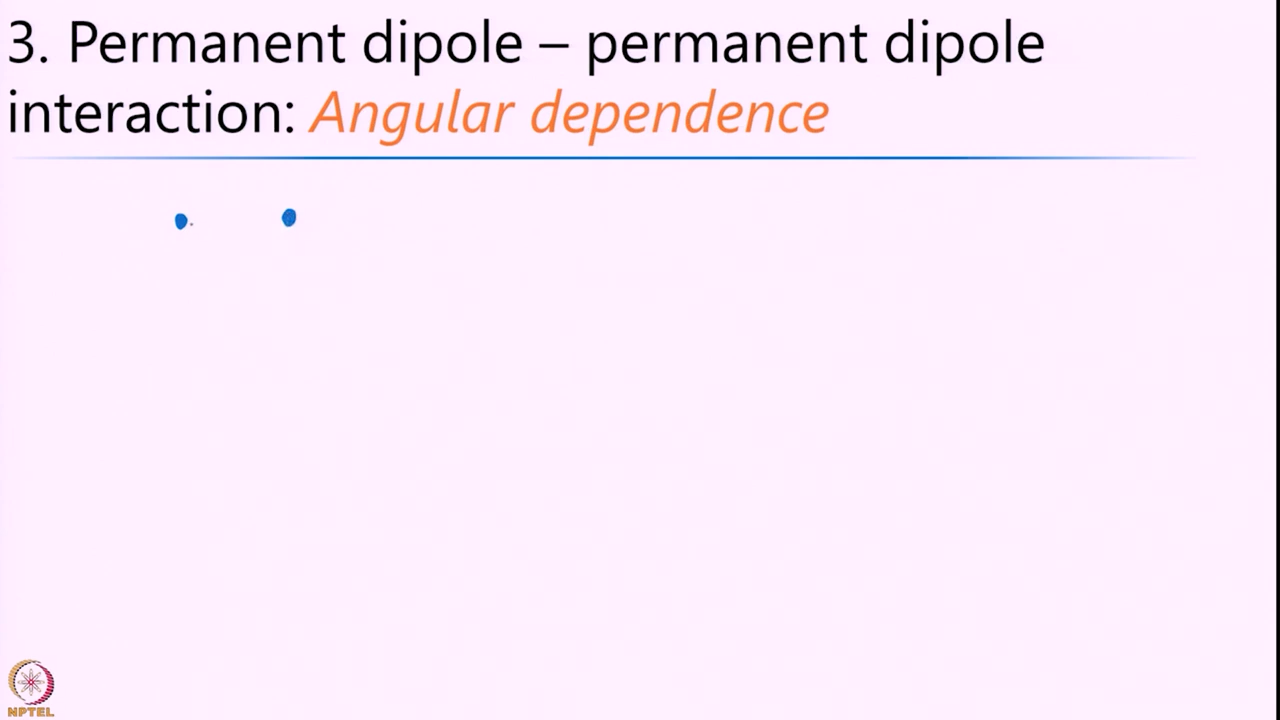 3. Permanent dipole – permanent dipole
interaction: Angular dependence
NPTEL